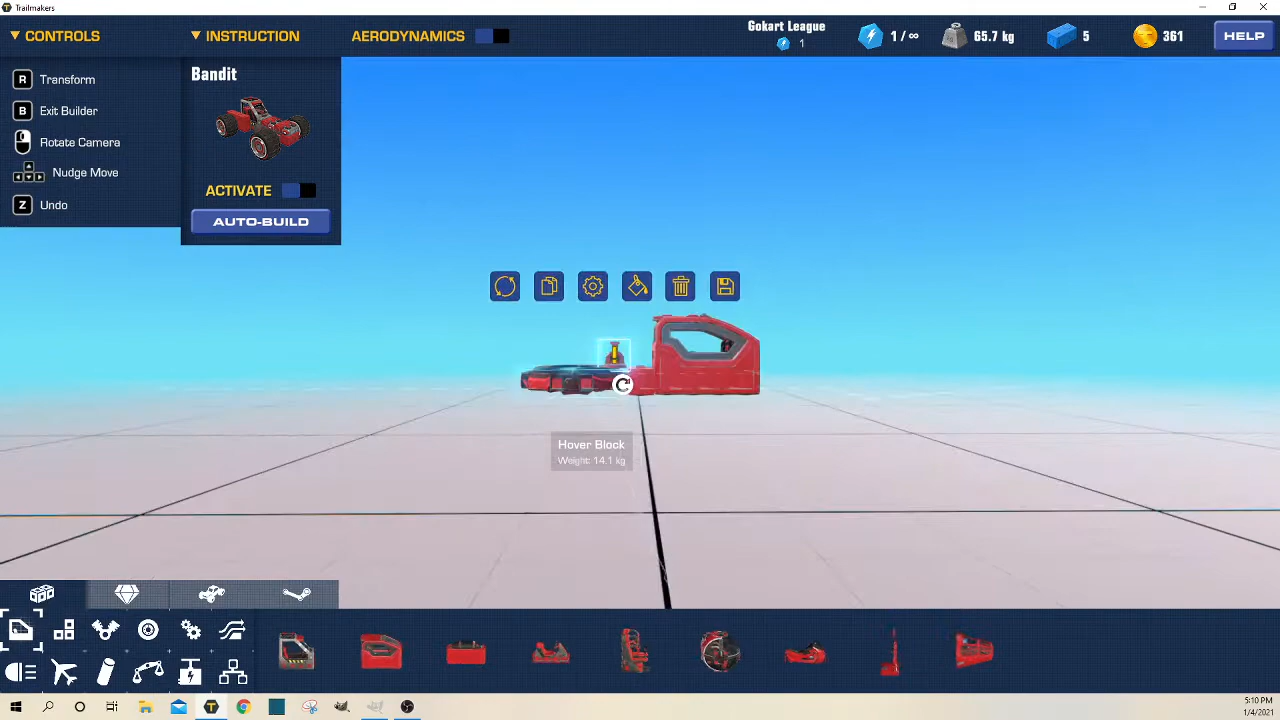 Trailmakers
CONTROLS
INSTRUCTION
AERODYNAMICS
Gokart League
1
1 / ∞
65.7 kg
5
361
HELP
R Transform
B Exit Builder
Rotate Camera
Nudge Move
Z Undo
Bandit
ACTIVATE
AUTO-BUILD
Hover Block
Weight: 14.1 kg
5:10 PM
1/4/2021